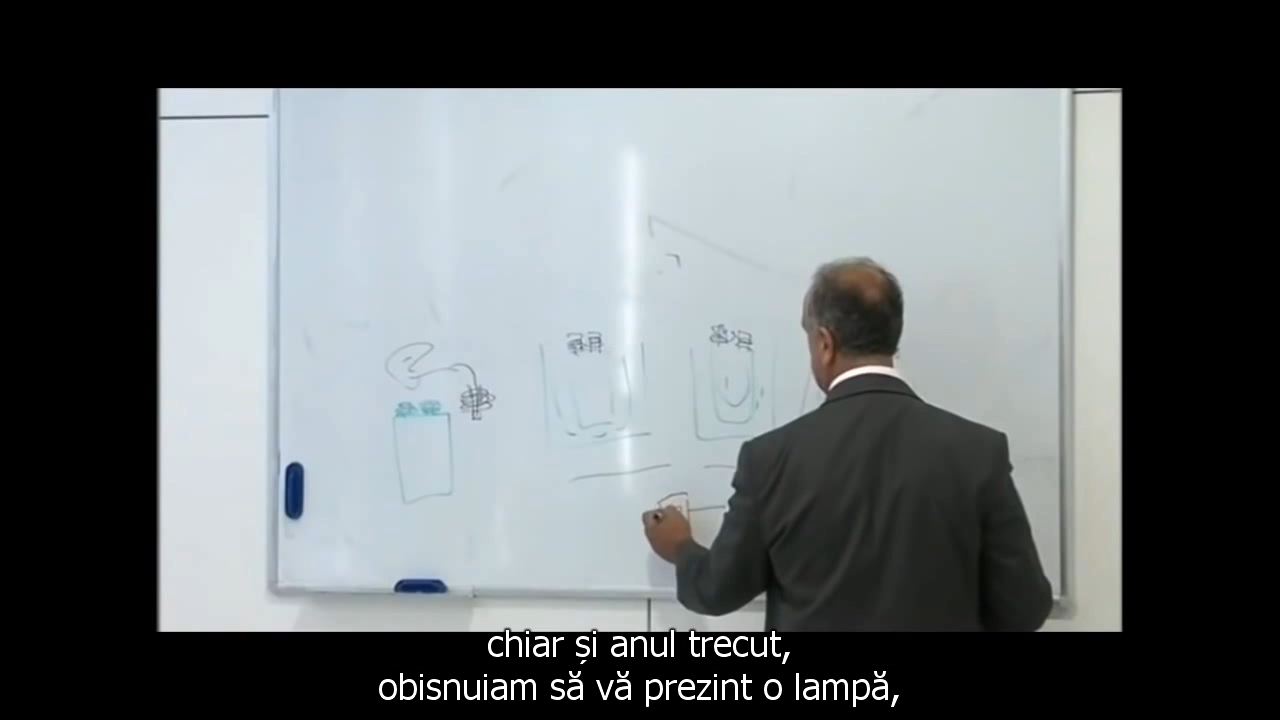 chiar și anul trecut,
obisnuiam să vă prezint o lampă,